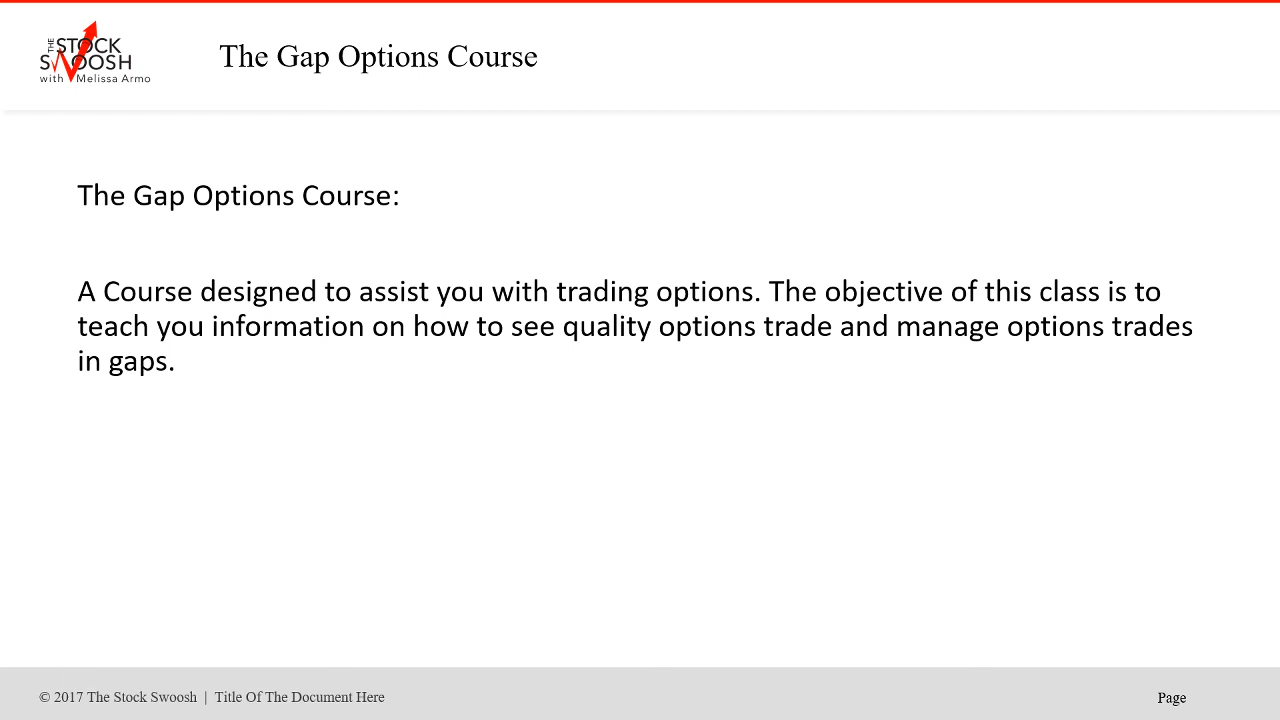 THE
STOCK
SWOOSH
with Melissa Armo
The Gap Options Course
The Gap Options Course:
A Course designed to assist you with trading options. The objective of this class is to
teach you information on how to see quality options trade and manage options trades
in gaps.
© 2017 The Stock Swoosh | Title Of The Document Here
Page